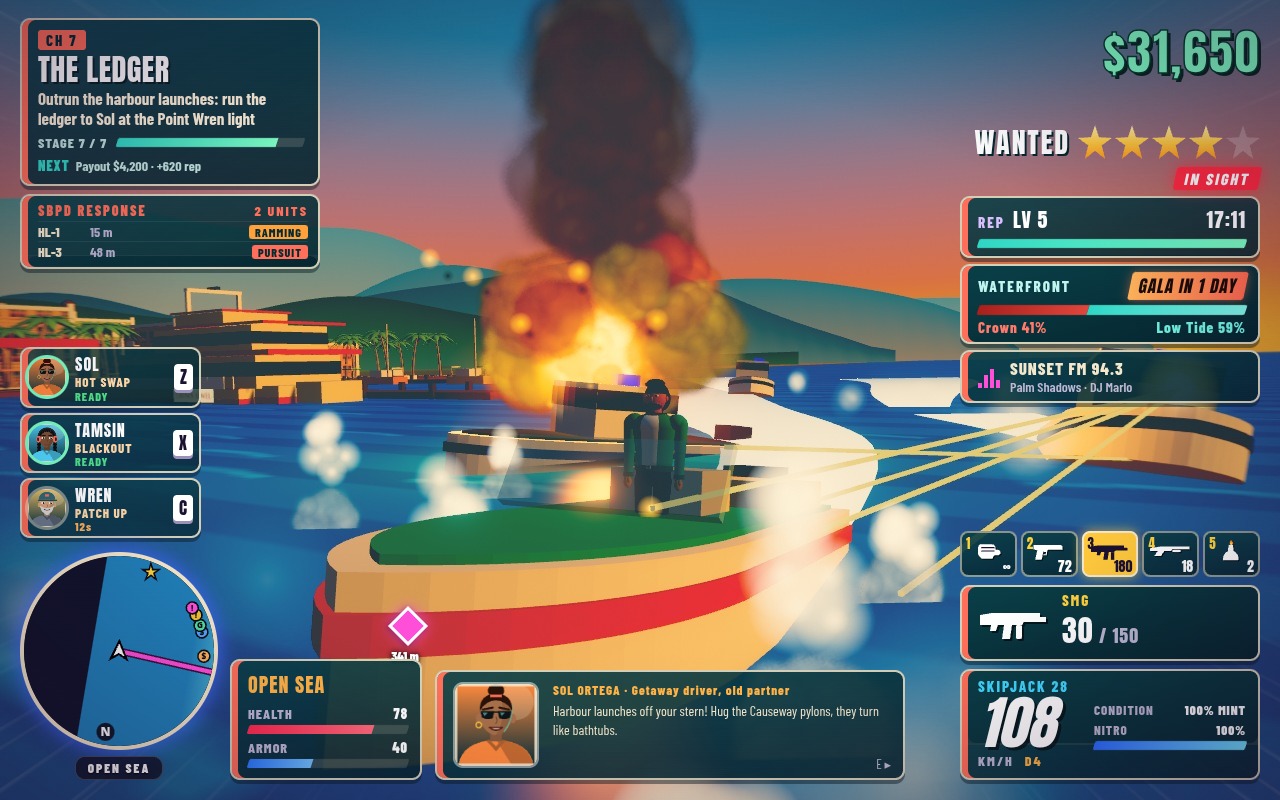 CH 7
THE LEDGER
Outrun the harbour launches: run the
ledger to Sol at the Point Wren light
STAGE 7 / 7
NEXT Payout $4,200 · +620 rep
SBPD RESPONSE 2 UNITS
HL-1 15 m RAMMING
HL-3 48 m PURSUIT
SOL
HOT SWAP
READY
Z
TAMSIN
BLACKOUT
READY
X
WREN
PATCH UP
12s
C
N
OPEN SEA
341 m
OPEN SEA
HEALTH 78
ARMOR 40
SOL ORTEGA · Getaway driver, old partner
Harbour launches off your stern! Hug the Causeway pylons, they turn
like bathtubs.
E ▸
$31,650
WANTED
IN SIGHT
REP LV 5 17:11
WATERFRONT GALA IN 1 DAY
Crown 41% Low Tide 59%
SUNSET FM 94.3
Palm Shadows · DJ Marlo
1 ∞
2 72
3 180
4 18
5 2
SMG
30 / 150
SKIPJACK 28
108
KM/H D4
CONDITION 100% MINT
NITRO 100%